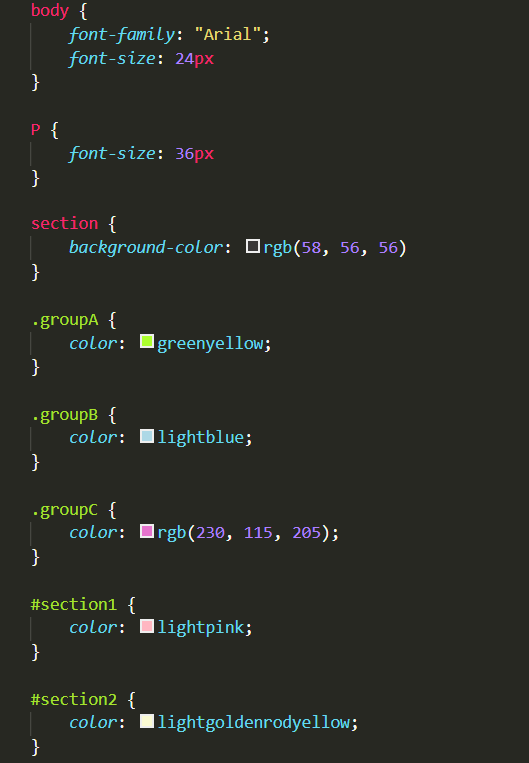 body {
    font-family: "Arial";
    font-size: 24px
}

P {
    font-size: 36px
}

section {
    background-color: rgb(58, 56, 56)
}

.groupA {
    color: greenyellow;
}

.groupB {
    color: lightblue;
}

.groupC {
    color: rgb(230, 115, 205);
}

#section1 {
    color: lightpink;
}

#section2 {
    color: lightgoldenrodyellow;
}